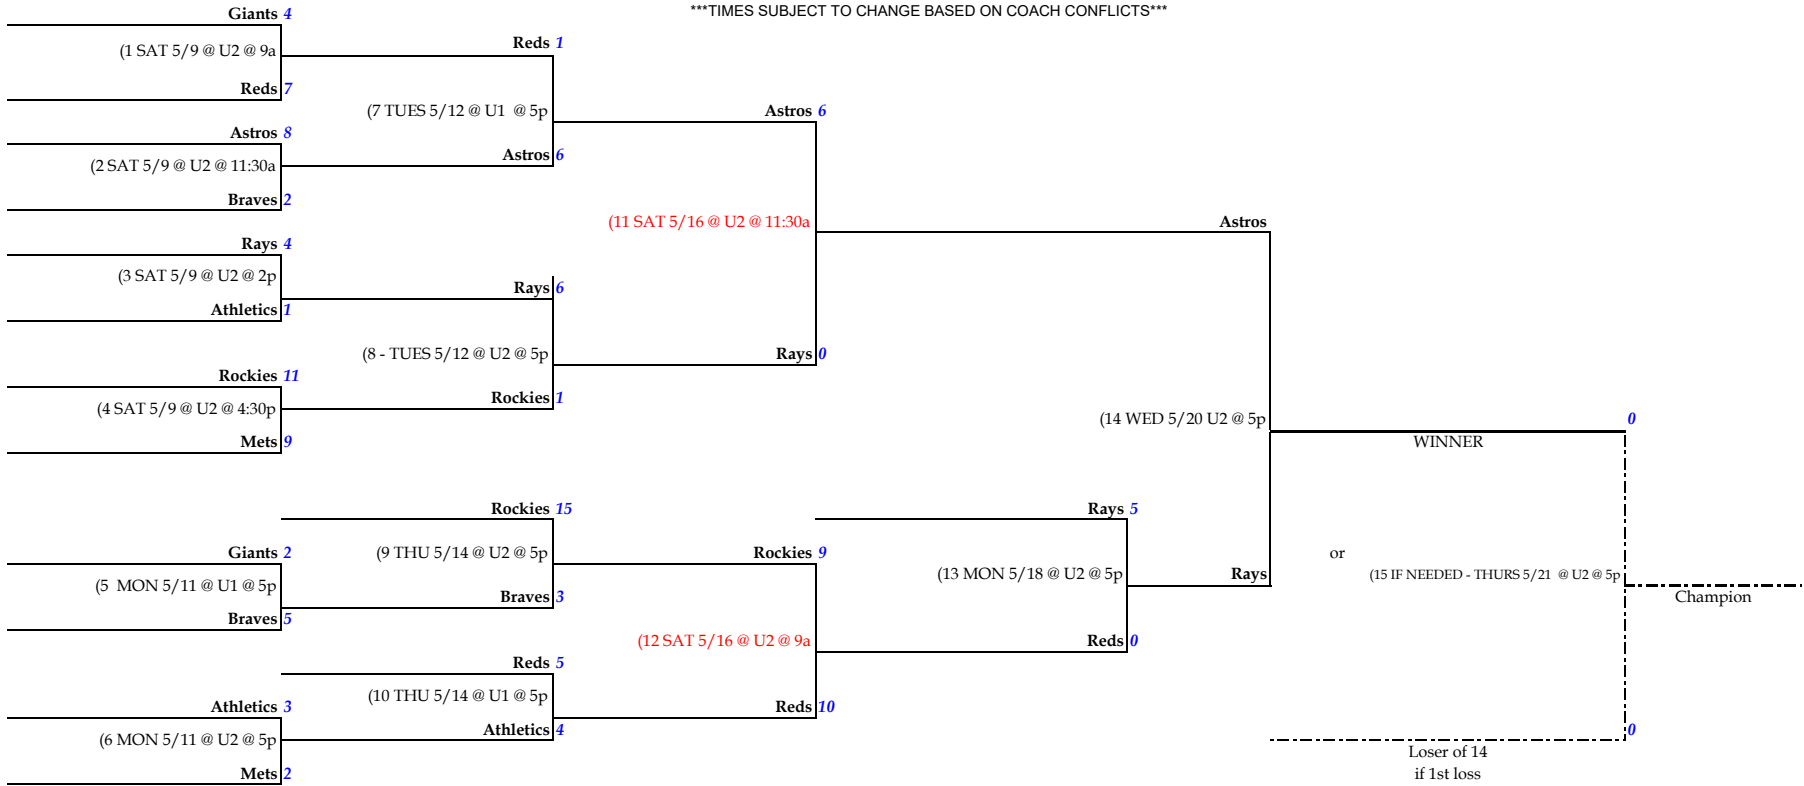 Giants 4
***TIMES SUBJECT TO CHANGE BASED ON COACH CONFLICTS***
(1 SAT 5/9 @ U2 @ 9a
Reds 1
Reds 7
(7 TUES 5/12 @ U1 @ 5p
Astros 6
Astros 8
(2 SAT 5/9 @ U2 @ 11:30a
Astros 6
Braves 2
(11 SAT 5/16 @ U2 @ 11:30a
Astros
Rays 4
(3 SAT 5/9 @ U2 @ 2p
Rays 6
Athletics 1
(8 - TUES 5/12 @ U2 @ 5p
Rays 0
Rockies 11
Rockies 1
(4 SAT 5/9 @ U2 @ 4:30p
(14 WED 5/20 U2 @ 5p
0
Mets 9
WINNER
Rockies 15
Rays 5
Giants 2
(9 THU 5/14 @ U2 @ 5p
Rockies 9
or
(5 MON 5/11 @ U1 @ 5p
(13 MON 5/18 @ U2 @ 5p
Rays
(15 IF NEEDED - THURS 5/21 @ U2 @ 5p
Braves 3
Champion
Braves 5
(12 SAT 5/16 @ U2 @ 9a
Reds 0
Reds 5
(10 THU 5/14 @ U1 @ 5p
Athletics 3
Reds 10
Athletics 4
0
(6 MON 5/11 @ U2 @ 5p
Loser of 14
Mets 2
if 1st loss